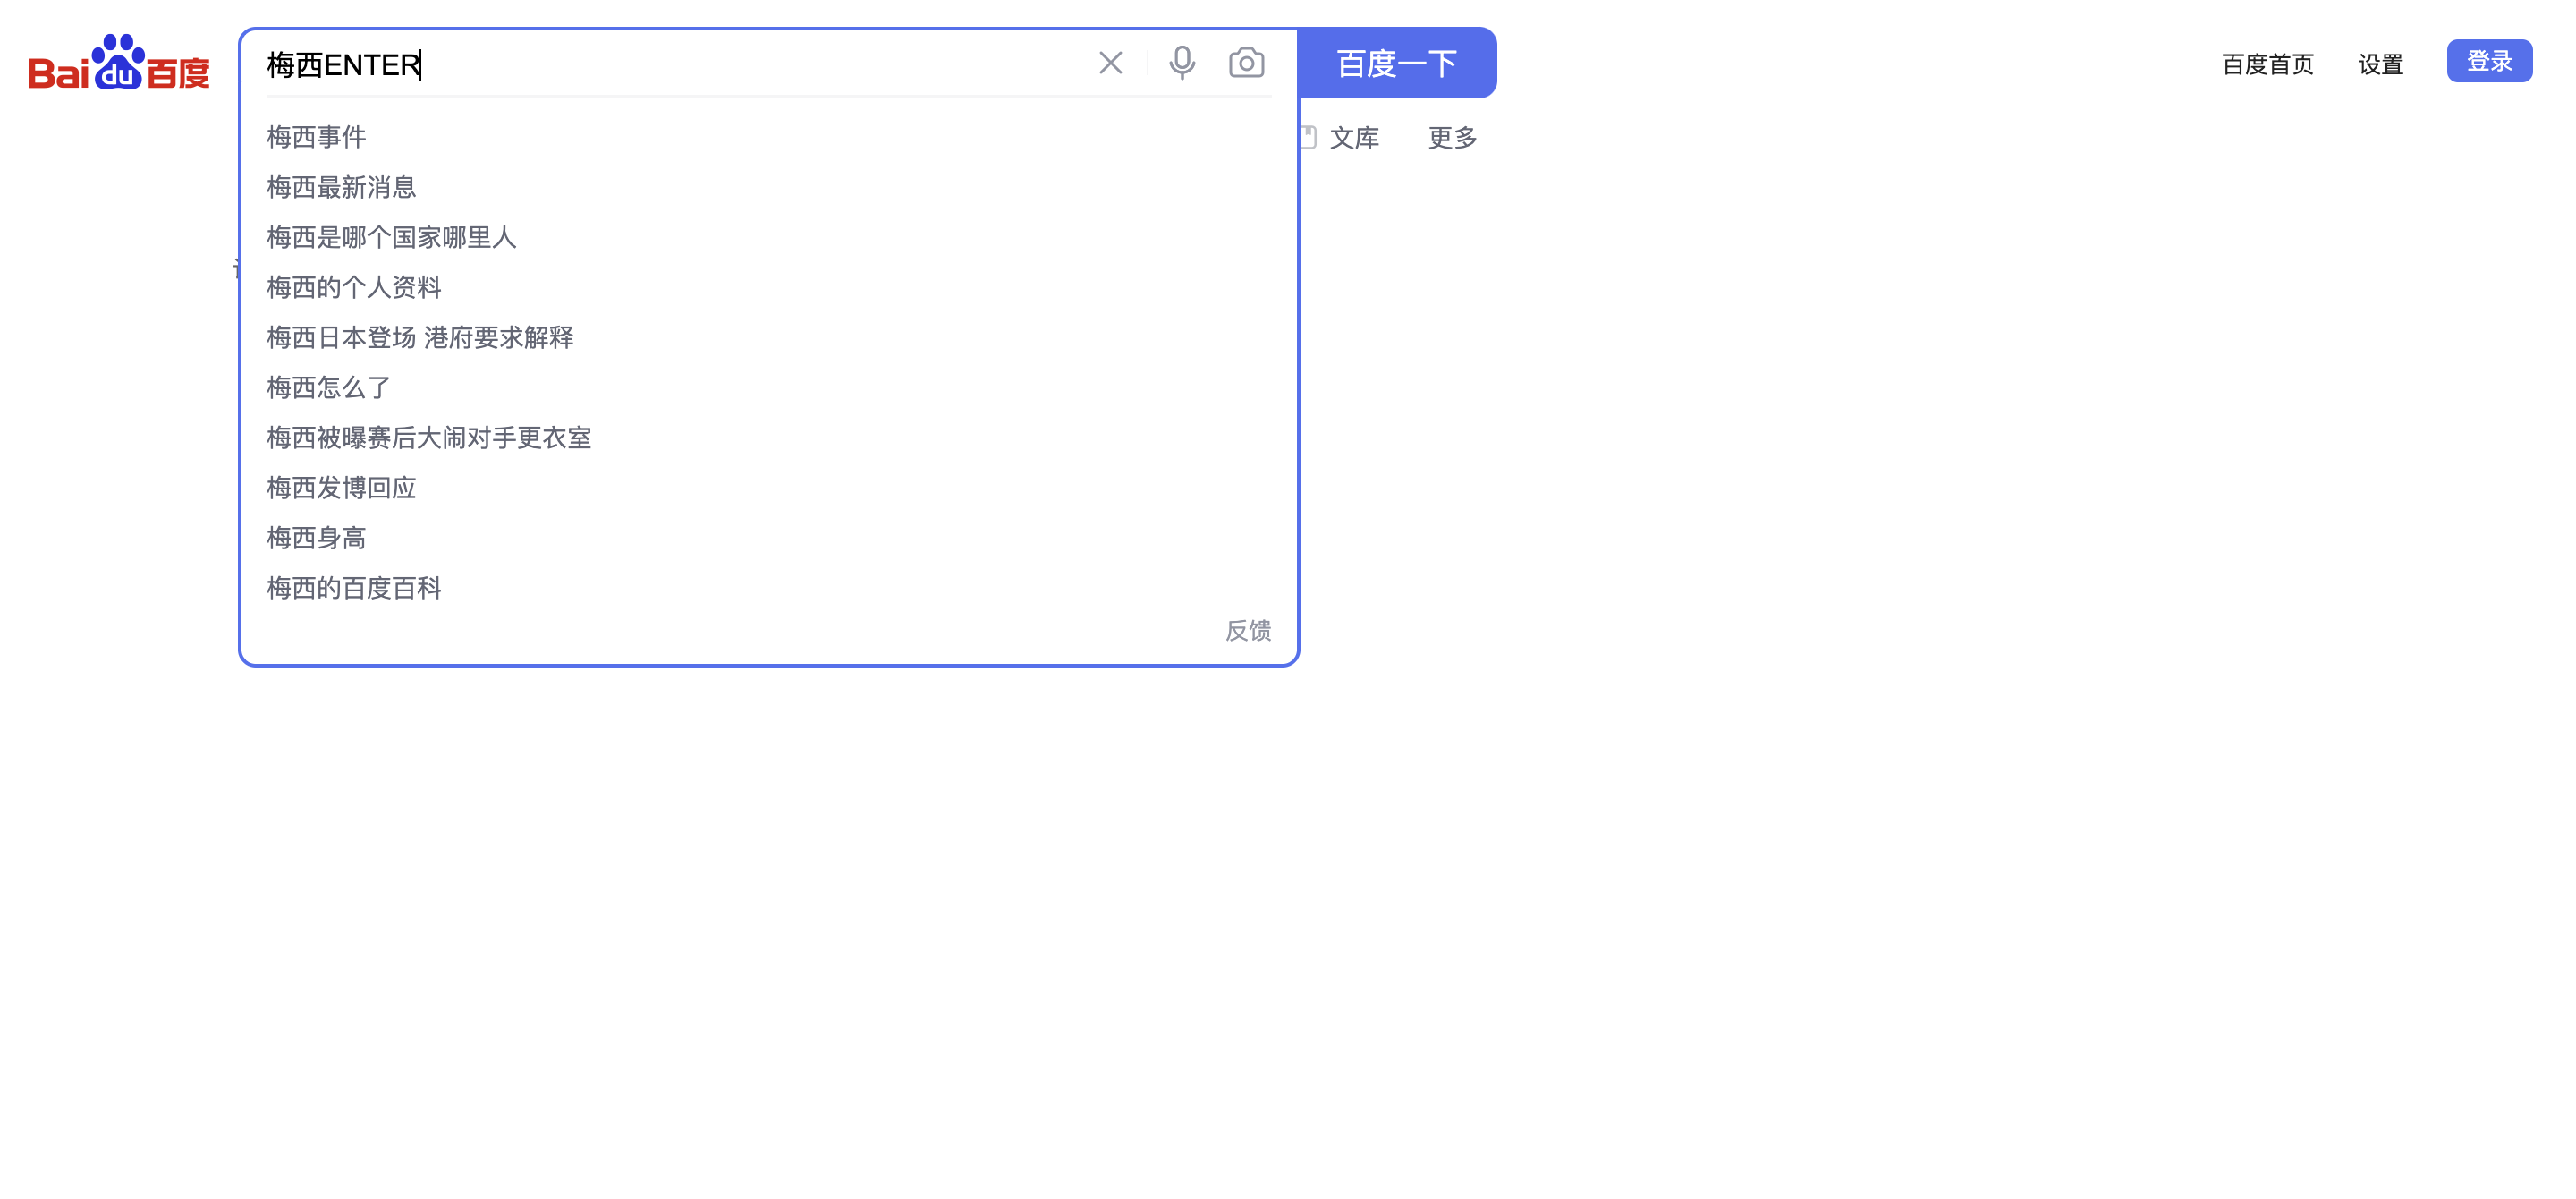 Bai du 百度
梅西ENTER
百度一下
百度首页 设置 登录
文库 更多
梅西事件
梅西最新消息
梅西是哪个国家哪里人
梅西的个人资料
梅西日本登场 港府要求解释
梅西怎么了
梅西被曝赛后大闹对手更衣室
梅西发博回应
梅西身高
梅西的百度百科
反馈